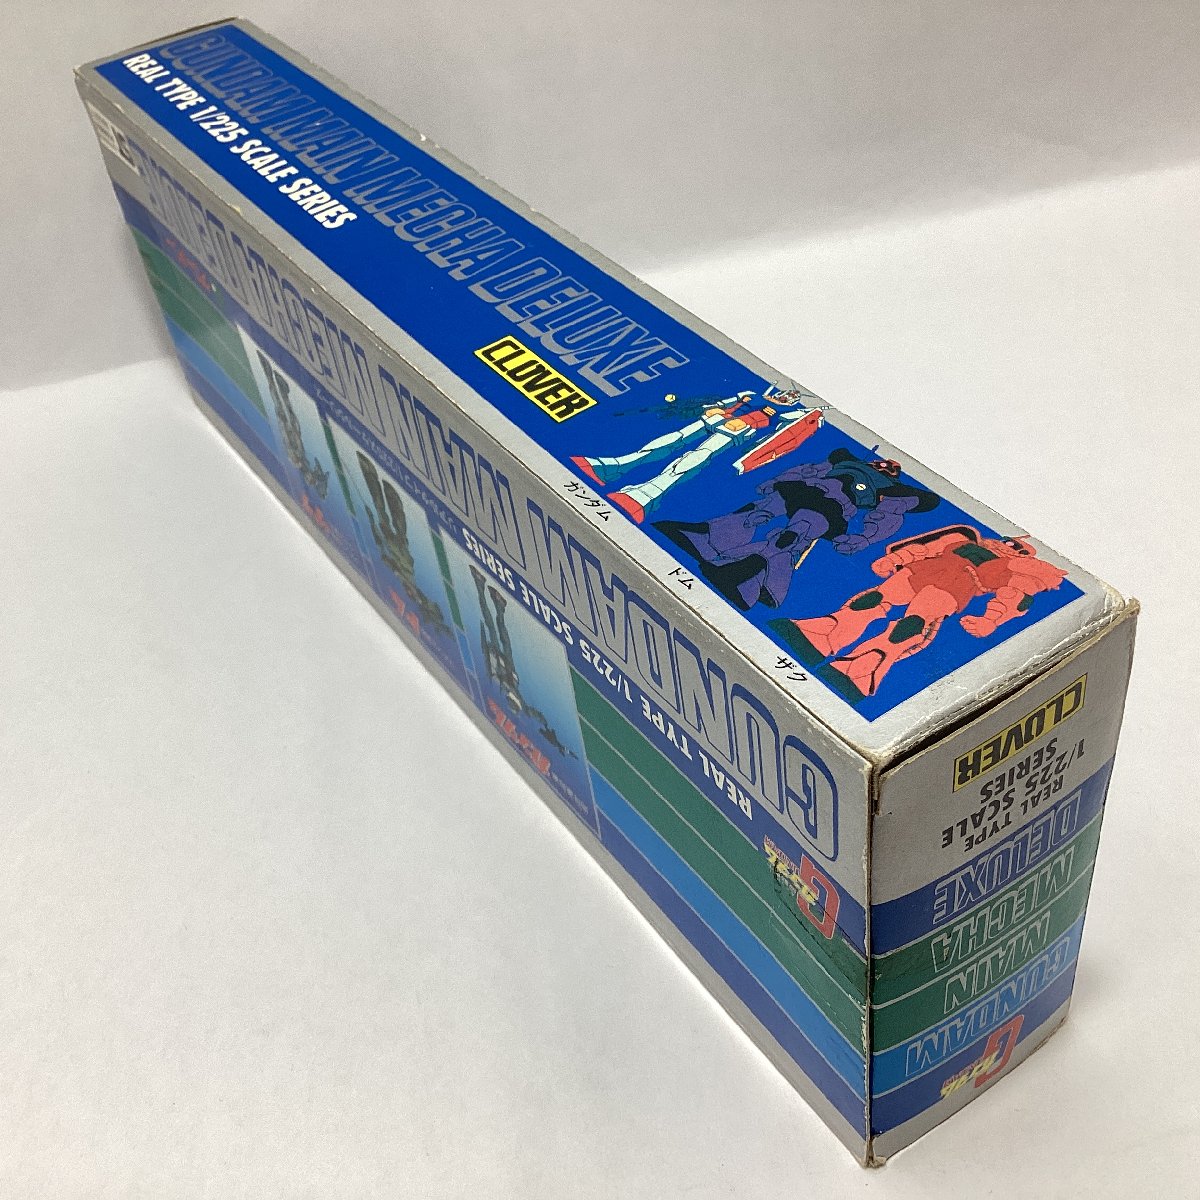 GUNDAM MAIN MECHA DELUXE
REAL TYPE 1/225 SCALE SERIES
CLOVER
ガンダム
ドム
ザク
GUNDAM MAIN MECHA DELUXE
REAL TYPE 1/225 SCALE SERIES
CLOVER
REAL TYPE
1/225 SCALE
SERIES
GUNDAM
MAIN
MECHA
DELUXE